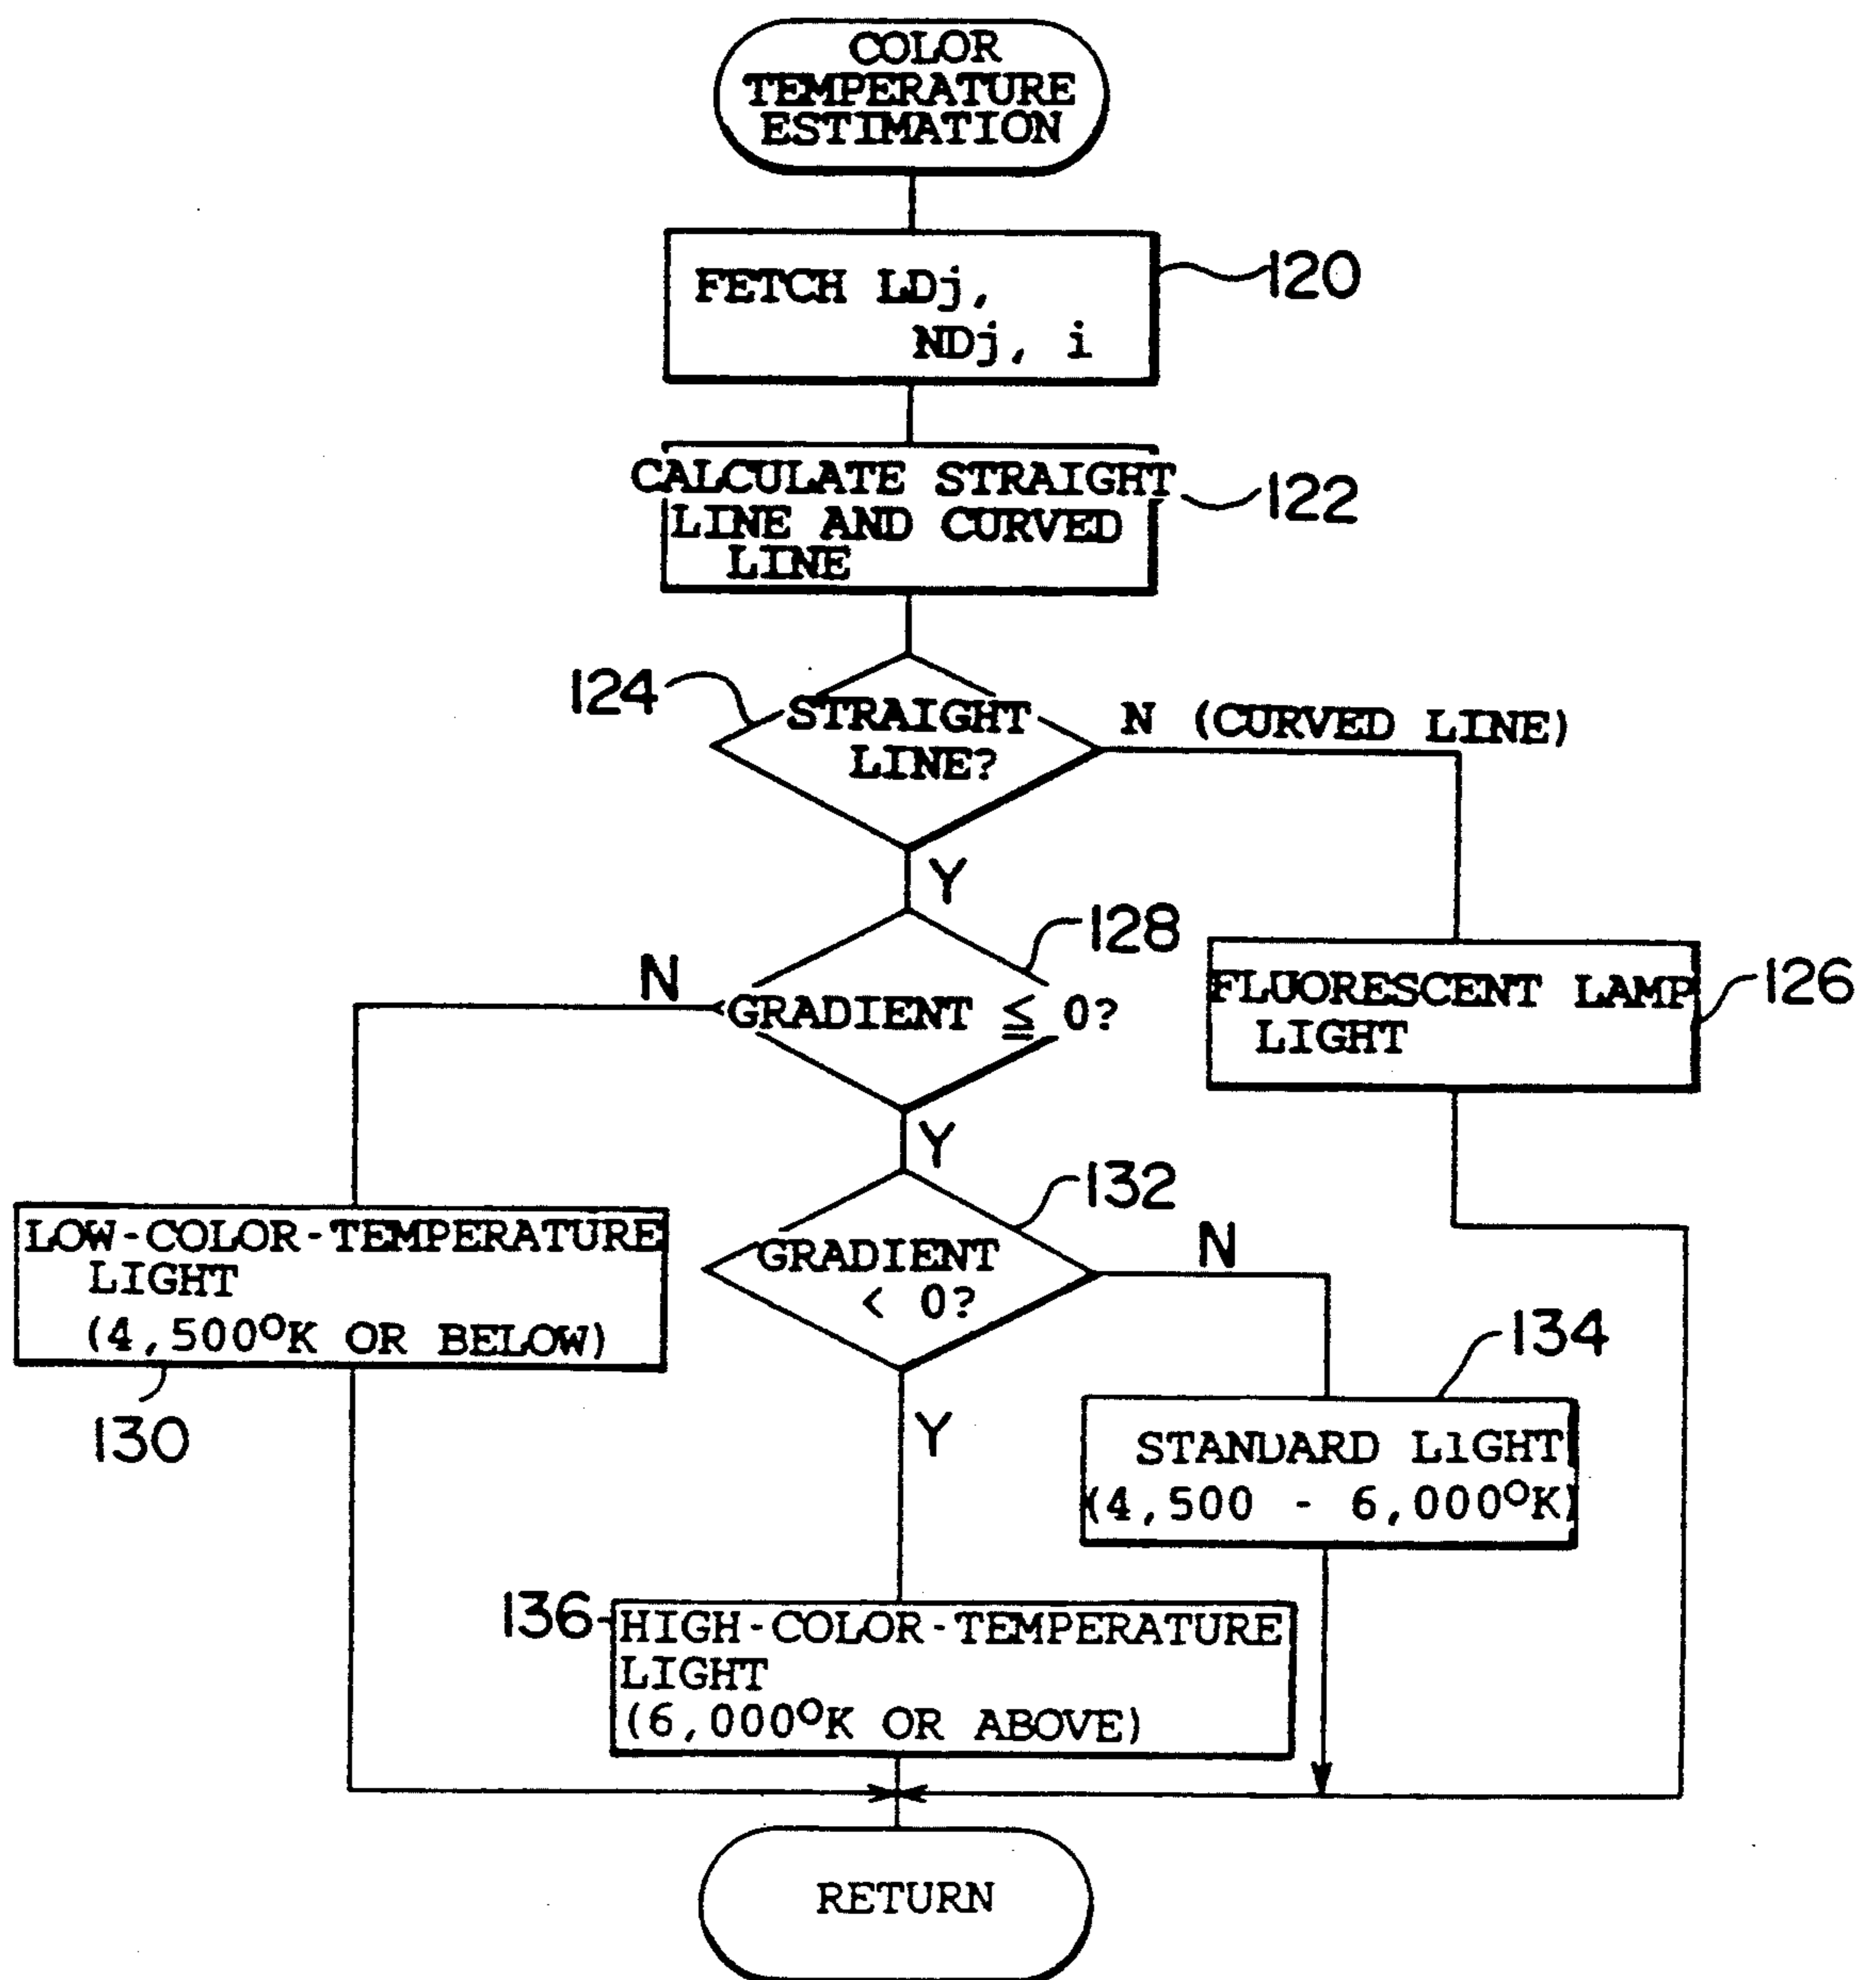 COLOR
TEMPERATURE
ESTIMATION
FETCH LDj,
NDj, i
120
CALCULATE STRAIGHT
LINE AND CURVED
LINE
122
124
STRAIGHT
LINE?
N (CURVED LINE)
Y
128
N
GRADIENT ≦ 0?
FLUORESCENT LAMP
LIGHT
126
Y
132
LOW-COLOR-TEMPERATURE
LIGHT
(4,500°K OR BELOW)
130
GRADIENT
< 0?
N
134
Y
STANDARD LIGHT
(4,500 - 6,000°K)
136
HIGH-COLOR-TEMPERATURE
LIGHT
(6,000°K OR ABOVE)
RETURN